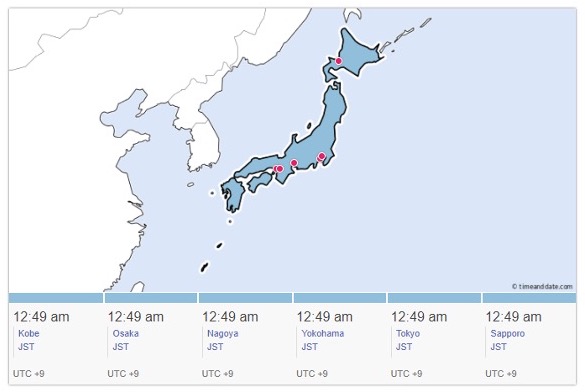 © timeanddate.com
12:49 am 12:49 am 12:49 am 12:49 am 12:49 am 12:49 am
Kobe Osaka Nagoya Yokohama Tokyo Sapporo
JST JST JST JST JST JST
UTC +9 UTC +9 UTC +9 UTC +9 UTC +9 UTC +9